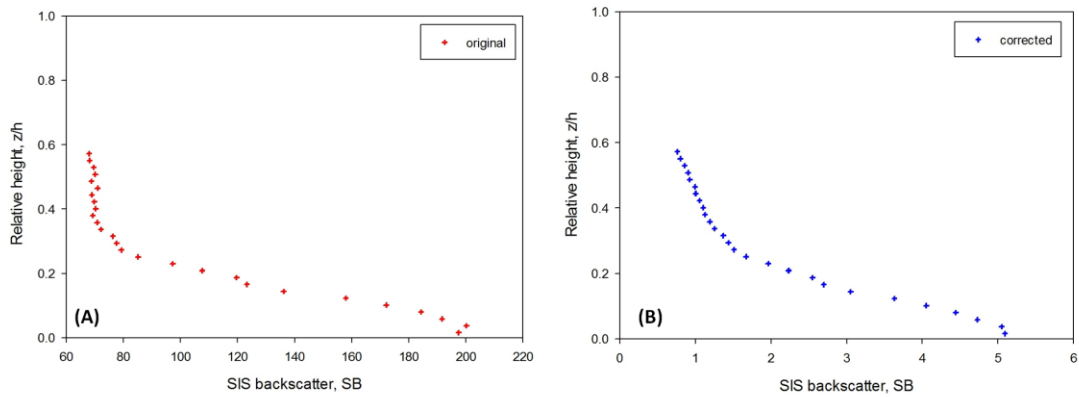 original
1.0
0.8
0.6
0.4
0.2
0.0
Relative height, z/h
(A)
60 80 100 120 140 160 180 200 220
SIS backscatter, SB
corrected
1.0
0.8
0.6
0.4
0.2
0.0
Relative height, z/h
(B)
0 1 2 3 4 5 6
SIS backscatter, SB